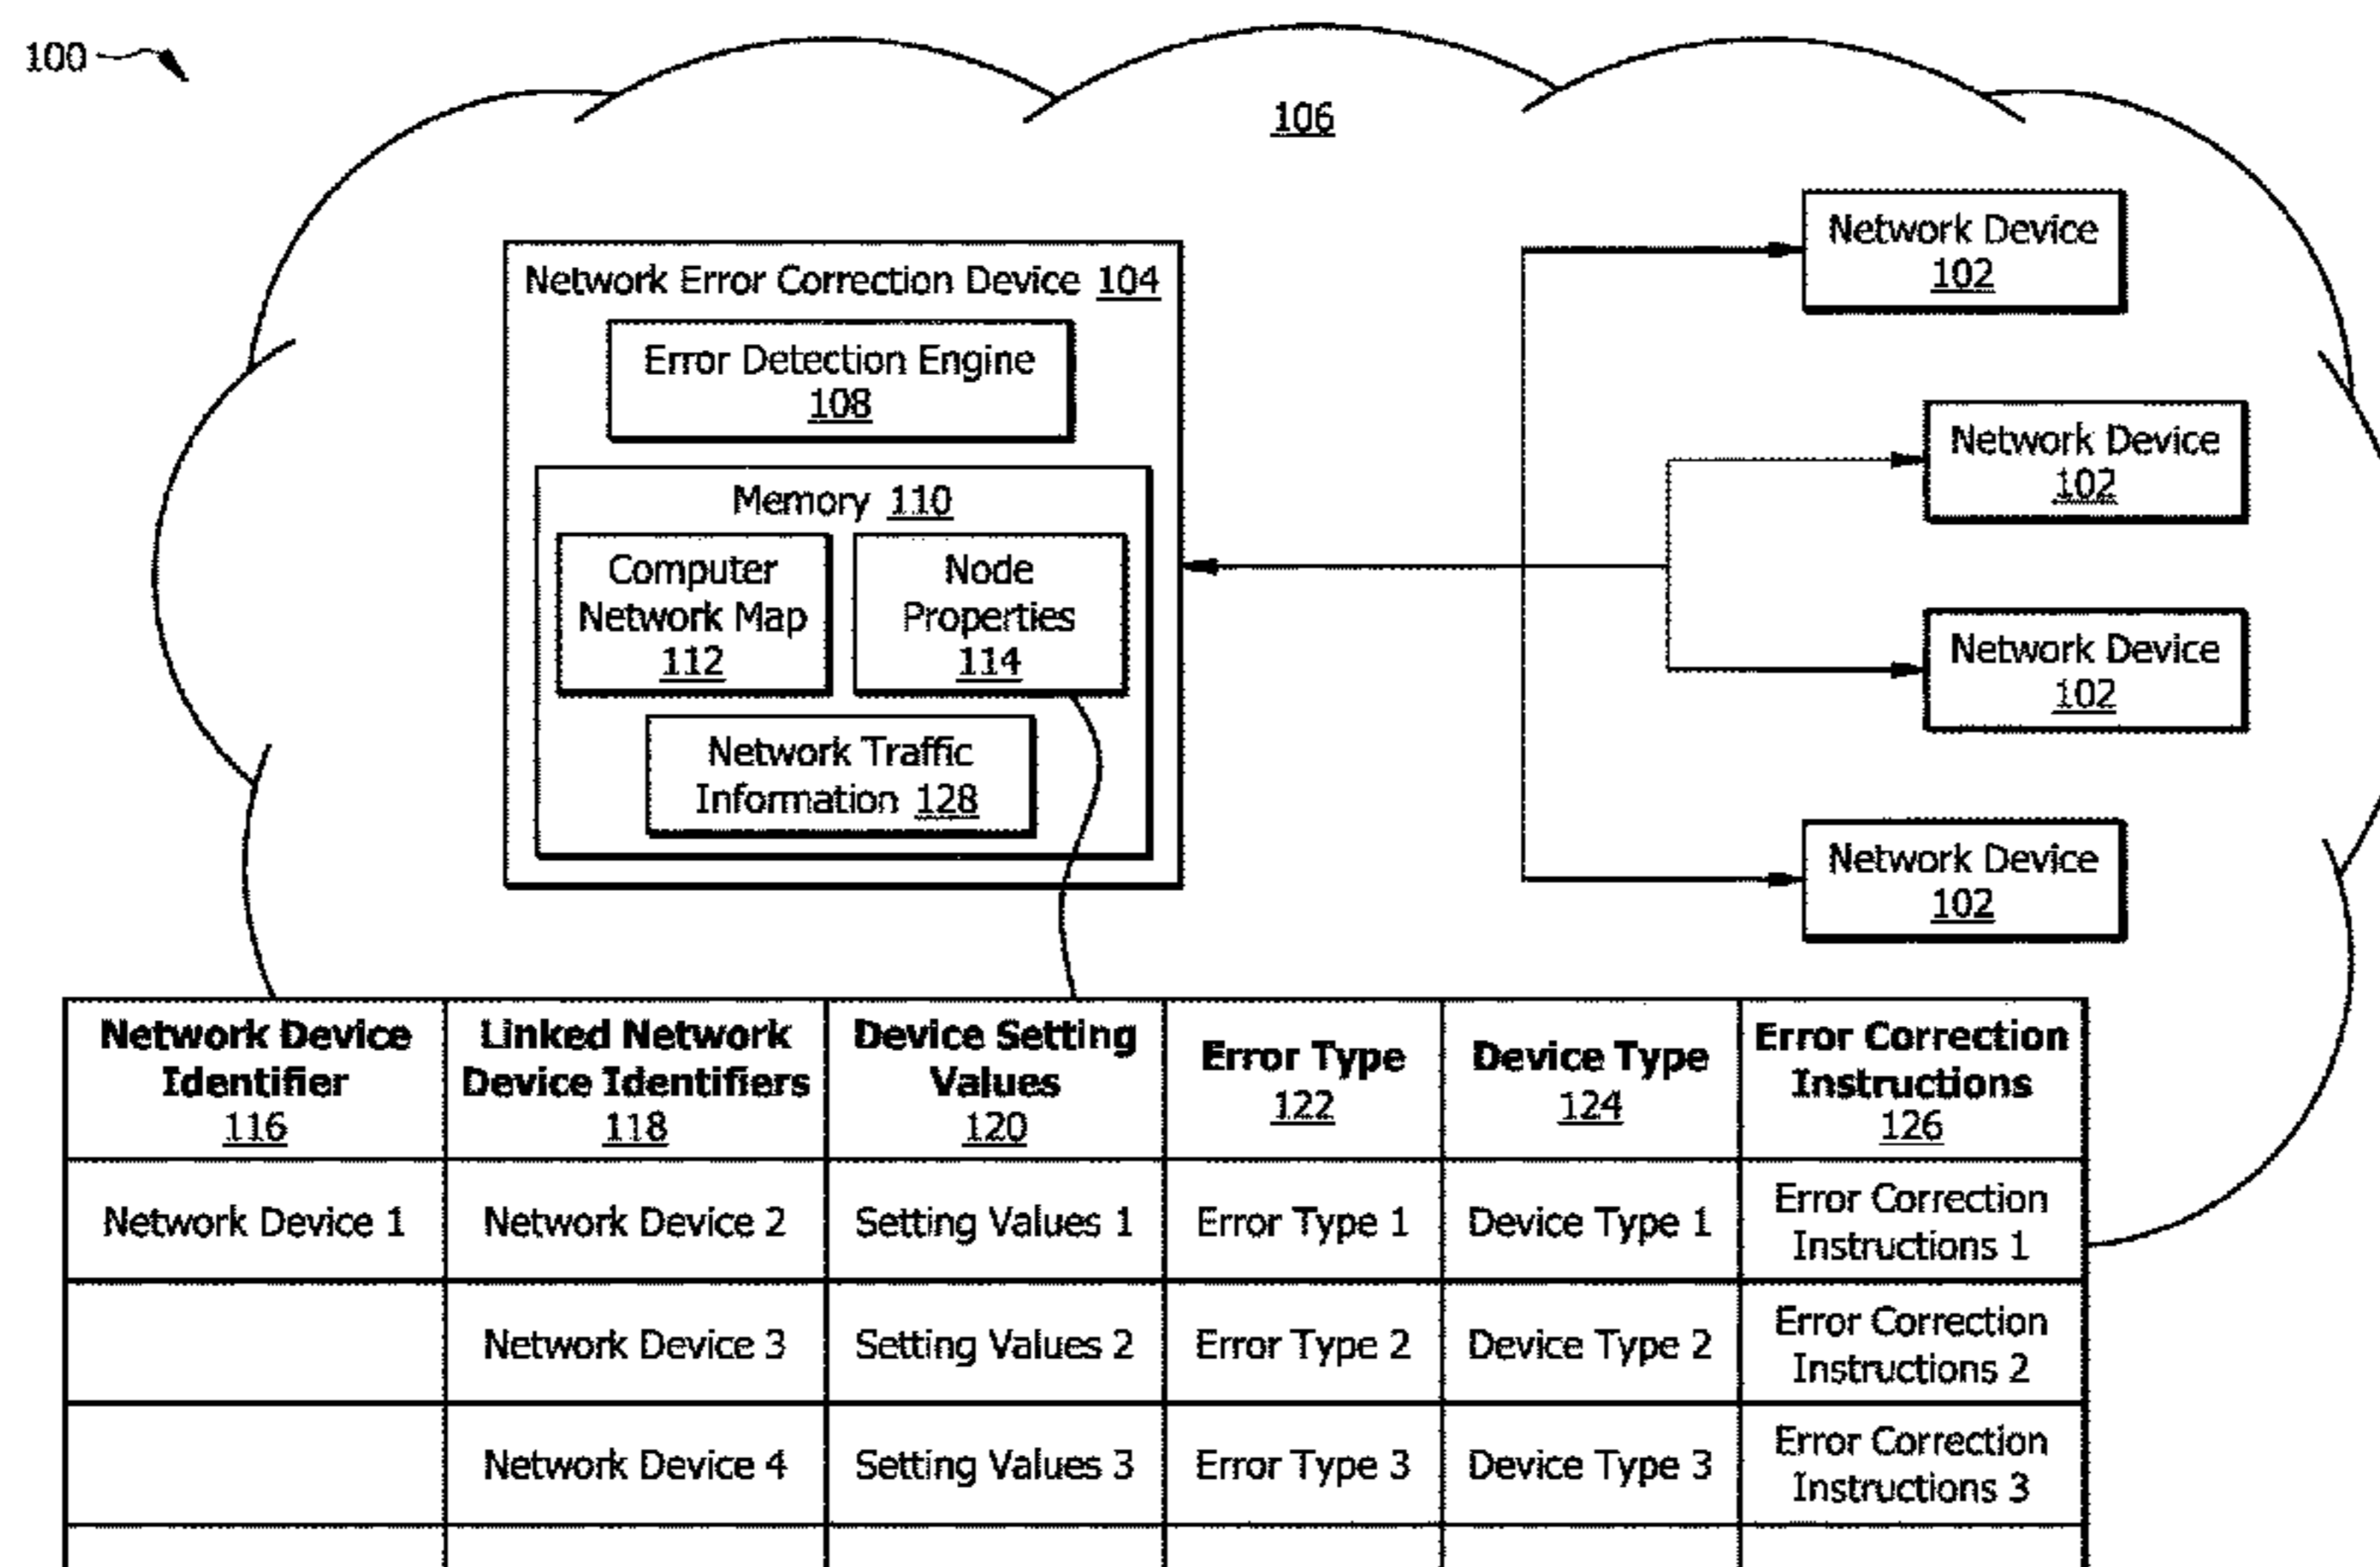 100
106
Network Error Correction Device 104
Error Detection Engine
108
Memory 110
Computer
Network Map
112
Node
Properties
114
Network Traffic
Information 128
Network Device
102
Network Device
102
Network Device
102
Network Device
102
Network Device
Identifier
116
Linked Network
Device Identifiers
118
Device Setting
Values
120
Error Type
122
Device Type
124
Error Correction
Instructions
126
Network Device 1
Network Device 2
Setting Values 1
Error Type 1
Device Type 1
Error Correction
Instructions 1
Network Device 3
Setting Values 2
Error Type 2
Device Type 2
Error Correction
Instructions 2
Network Device 4
Setting Values 3
Error Type 3
Device Type 3
Error Correction
Instructions 3